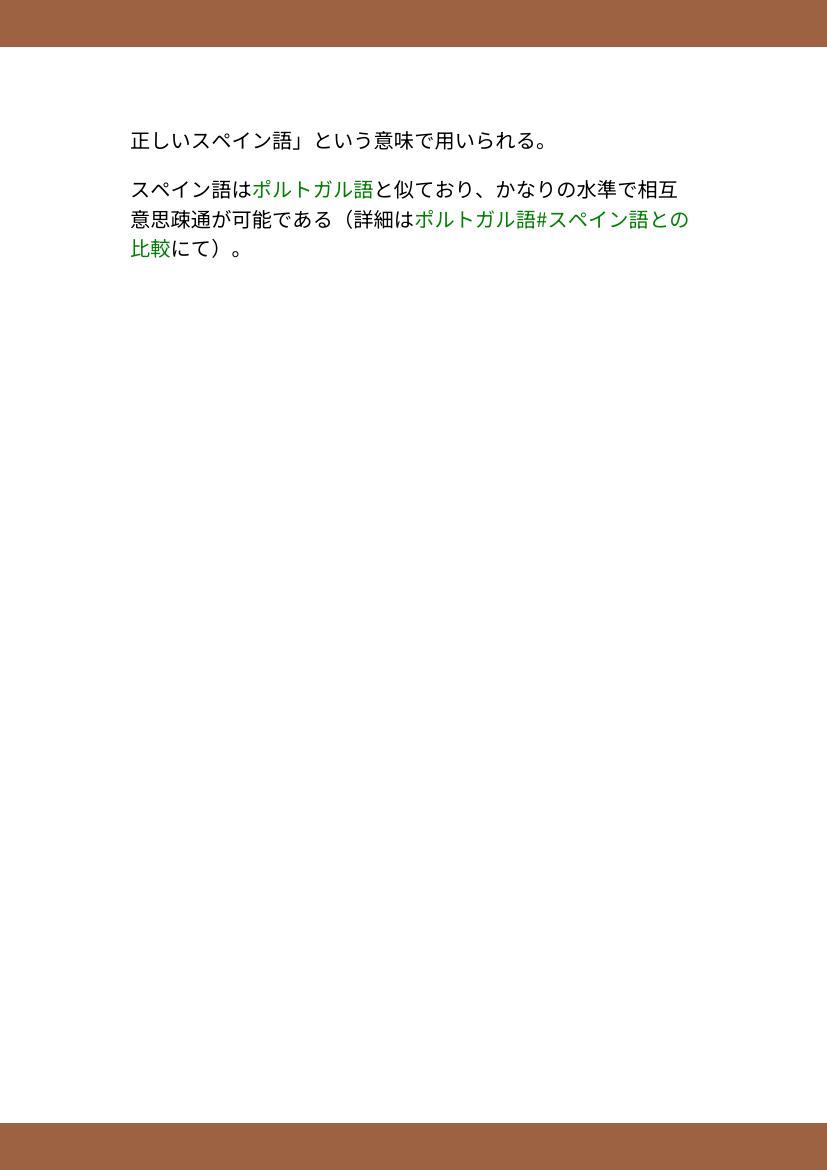 正しいスペイン語」という意味で用いられる。
スペイン語はポルトガル語と似ており、かなりの水準で相互
意思疎通が可能である（詳細はポルトガル語#スペイン語との
比較にて）。